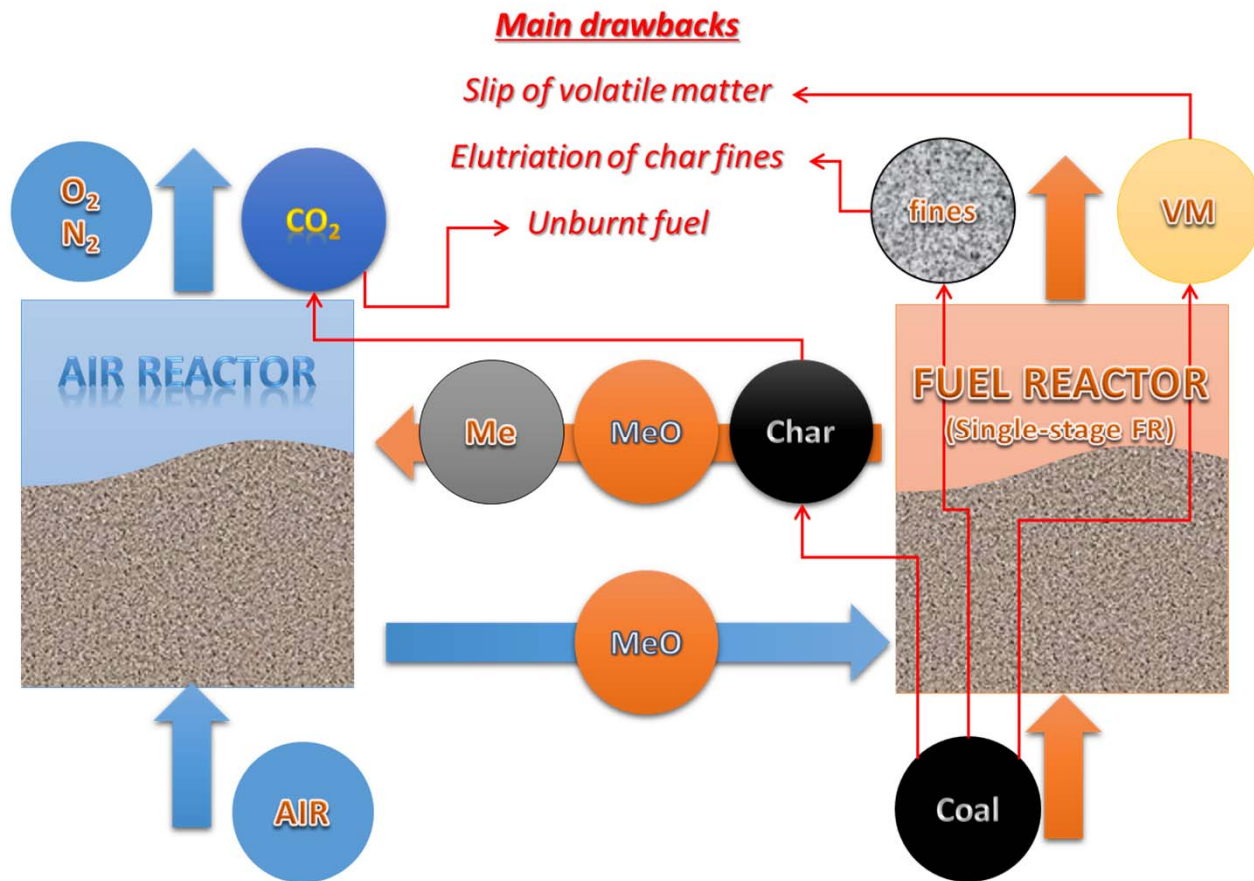 Main drawbacks
Slip of volatile matter
Elutriation of char fines
Unburnt fuel
O₂
N₂
CO₂
fines
VM
AIR REACTOR
FUEL REACTOR
(Single-stage FR)
Me
MeO
Char
MeO
AIR
Coal